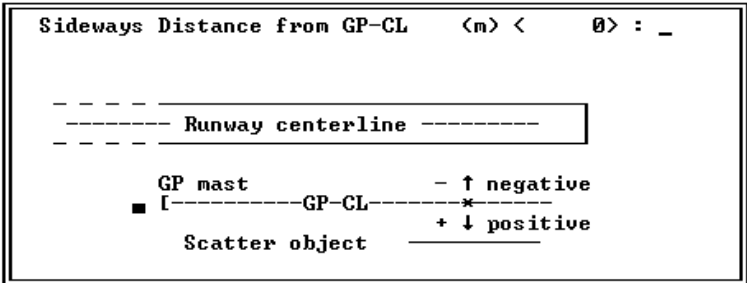 Sideways Distance from GP-CL (m) < 0> : _
- - - - -
-------- Runway centerline ---------
- - - - -
GP mast - ↑ negative
[----------GP-CL-------*------
+ ↓ positive
Scatter object